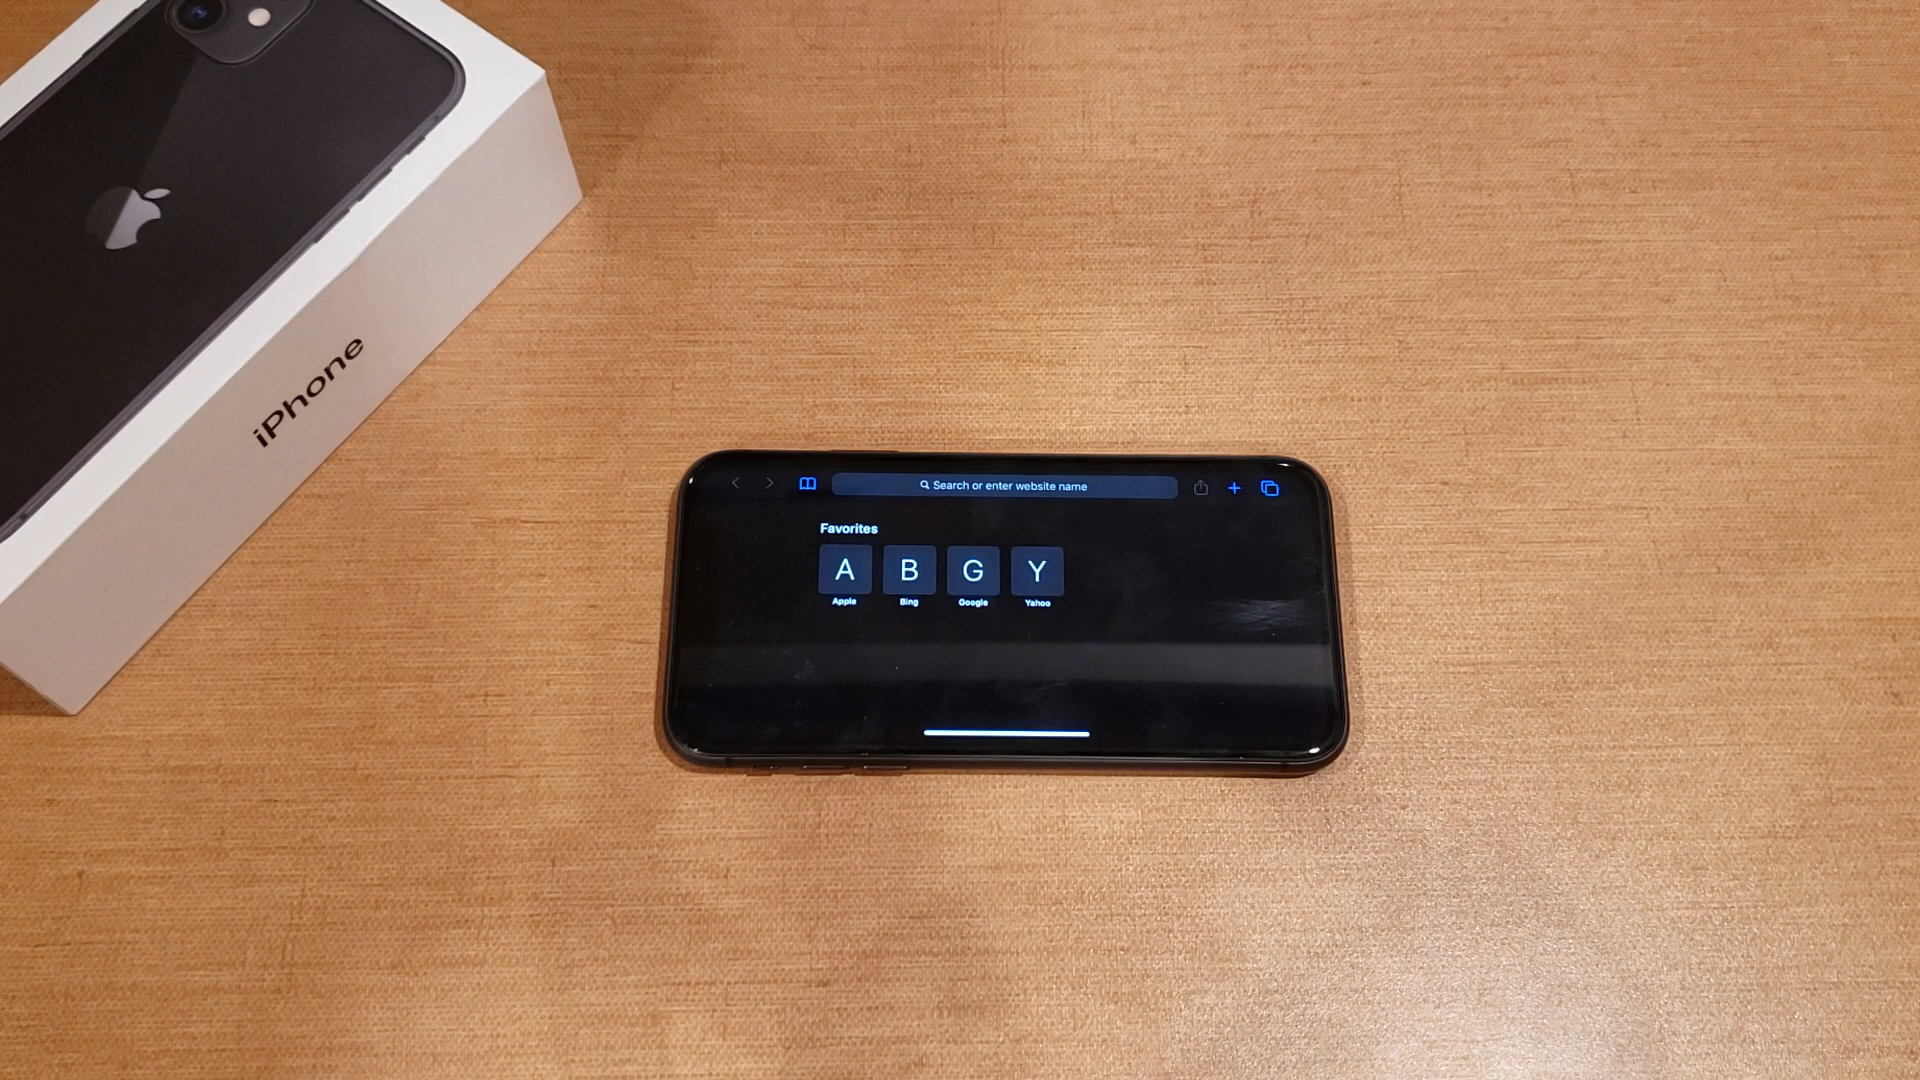 iPhone
Search or enter website name
Favorites
A B G Y
Apple Bing Google Yahoo